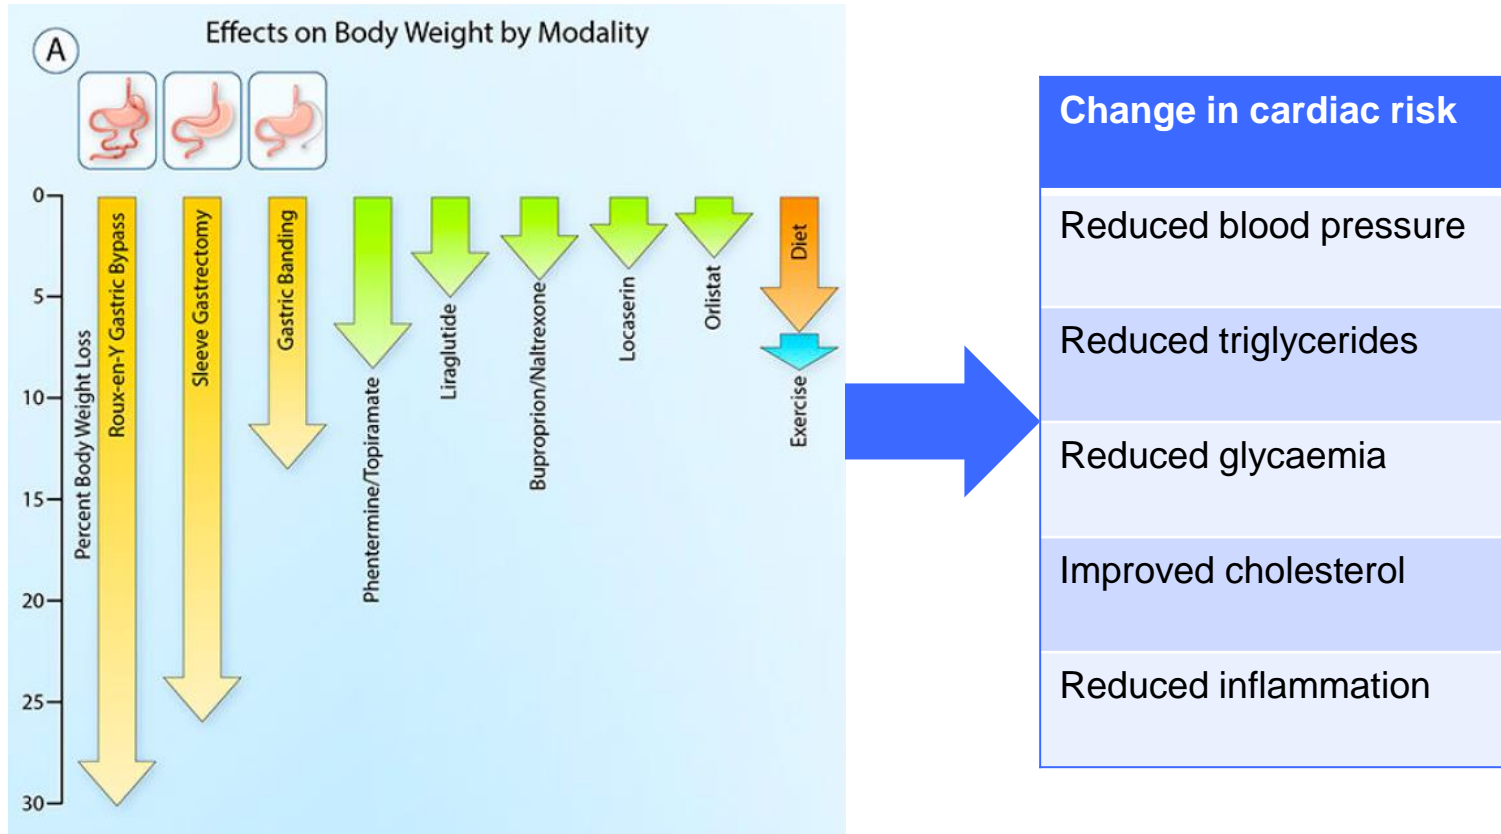 A
Effects on Body Weight by Modality
0
5
10
15
20
25
30
Percent Body Weight Loss
Roux-en-Y Gastric Bypass
Sleeve Gastrectomy
Gastric Banding
Phentermine/Topiramate
Liraglutide
Buproprion/Naltrexone
Locaserin
Orlistat
Diet
Exercise
Change in cardiac risk
Reduced blood pressure
Reduced triglycerides
Reduced glycaemia
Improved cholesterol
Reduced inflammation